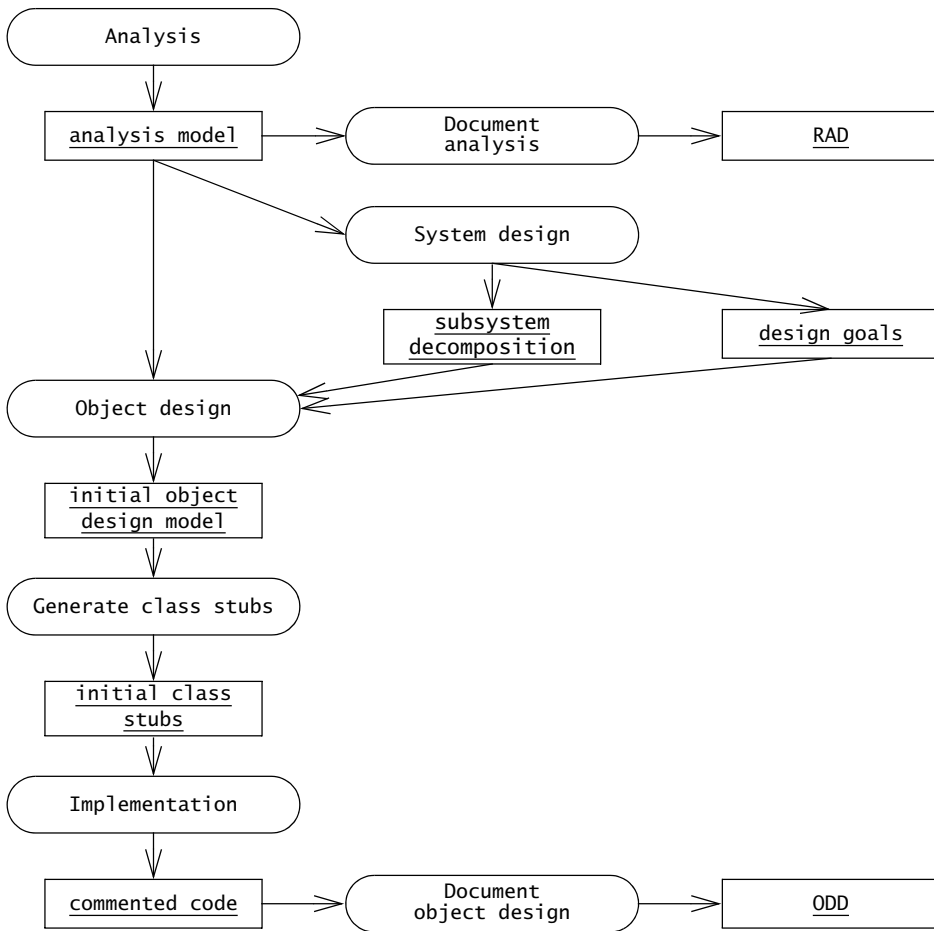 Analysis
analysis model
Document
analysis
RAD
System design
subsystem
decomposition
design goals
Object design
initial object
design model
Generate class stubs
initial class
stubs
Implementation
commented code
Document
object design
ODD